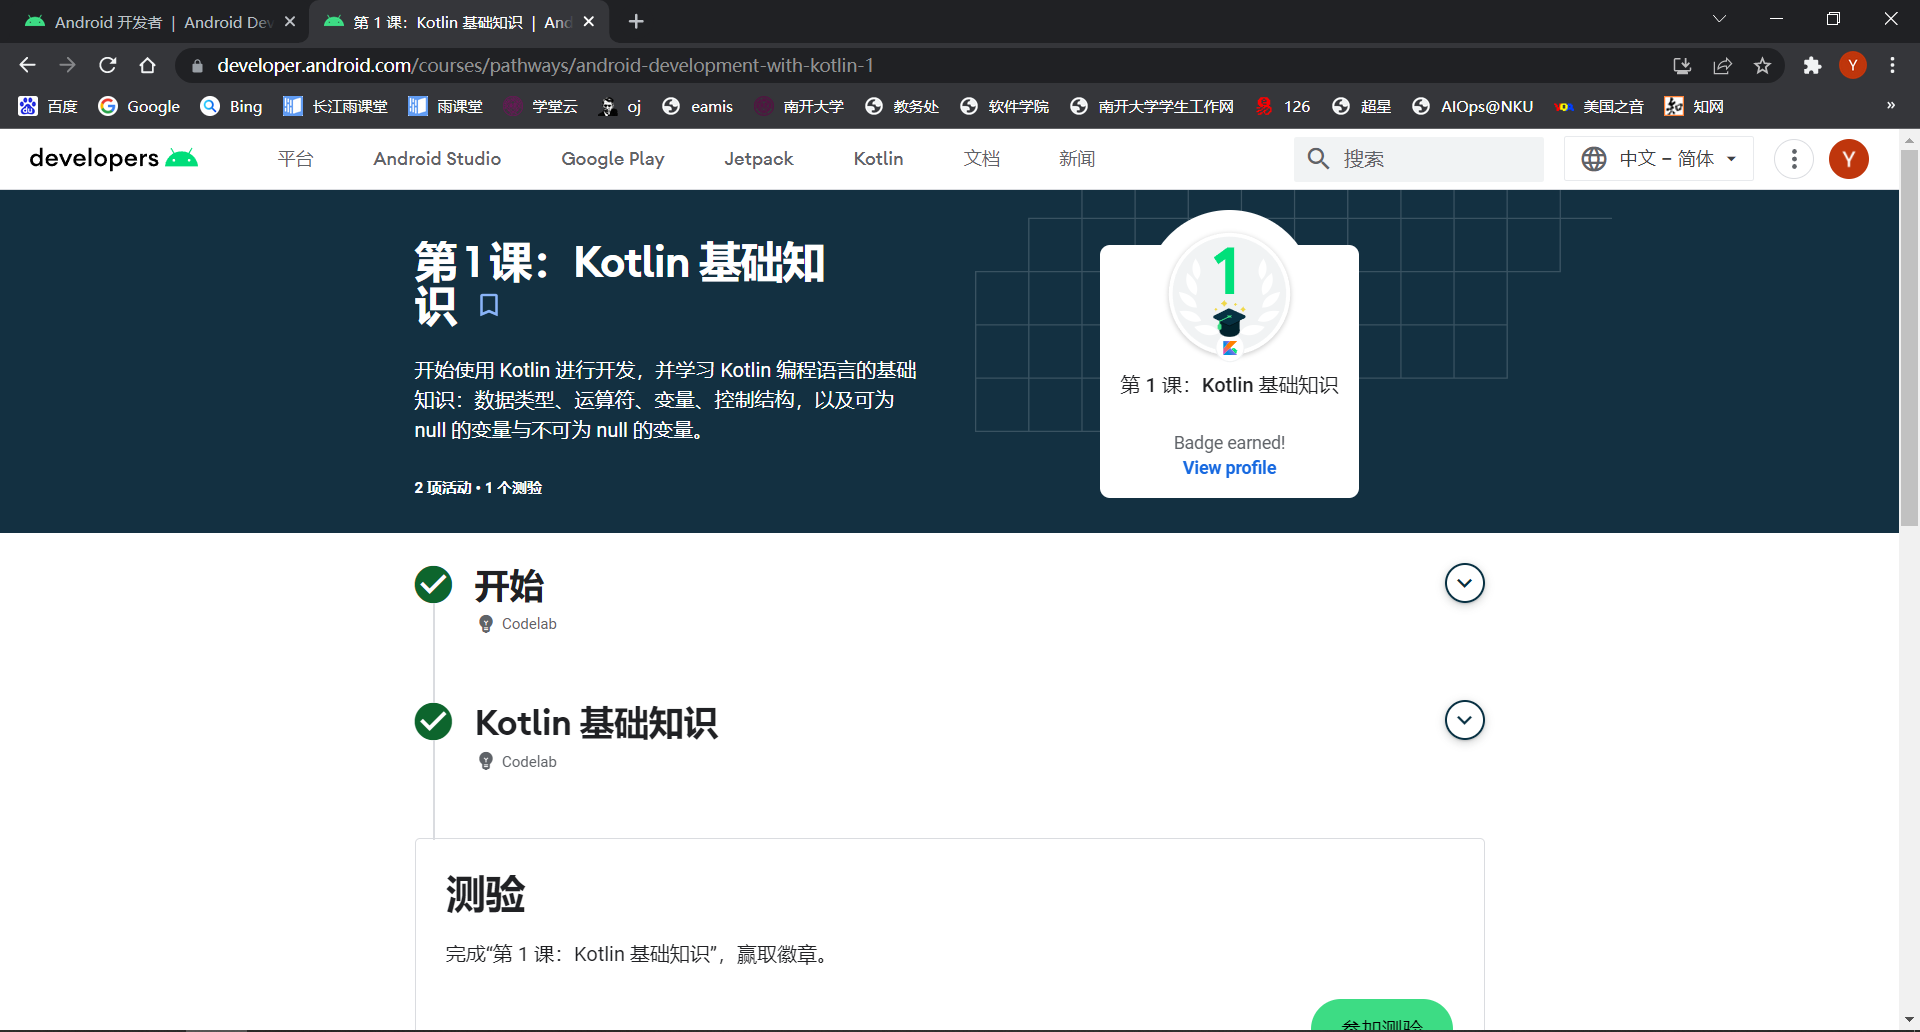 Android 开发者 | Android Dev
第 1 课：Kotlin 基础知识 | And
developer.android.com/courses/pathways/android-development-with-kotlin-1
Y
百度
Google
Bing
长江雨课堂
雨课堂
学堂云
oj
eamis
南开大学
教务处
软件学院
南开大学学生工作网
126
超星
AIOps@NKU
美国之音
知网
»
developers
平台
Android Studio
Google Play
Jetpack
Kotlin
文档
新闻
搜索
中文 – 简体
Y
第 1 课：Kotlin 基础知
识
开始使用 Kotlin 进行开发，并学习 Kotlin 编程语言的基础
知识：数据类型、运算符、变量、控制结构，以及可为
null 的变量与不可为 null 的变量。
2 项活动 • 1 个测验
1
第 1 课：Kotlin 基础知识
Badge earned!
View profile
开始
Codelab
Kotlin 基础知识
Codelab
测验
完成“第 1 课：Kotlin 基础知识”，赢取徽章。
参加测验